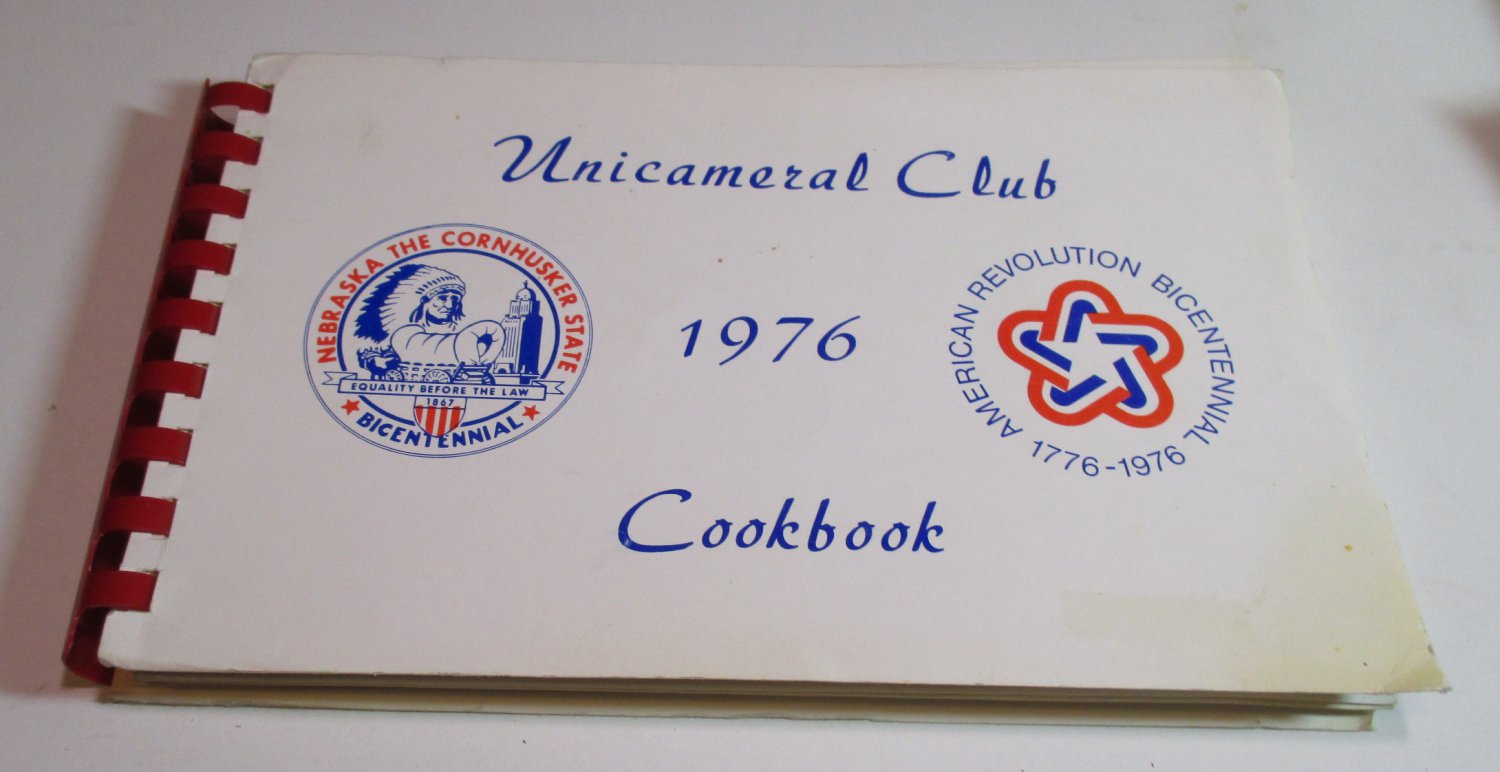 Unicameral Club
NEBRASKA THE CORNHUSKER STATE
EQUALITY BEFORE THE LAW
1867
BICENTENNIAL
1976
AMERICAN REVOLUTION BICENTENNIAL
1776-1976
Cookbook